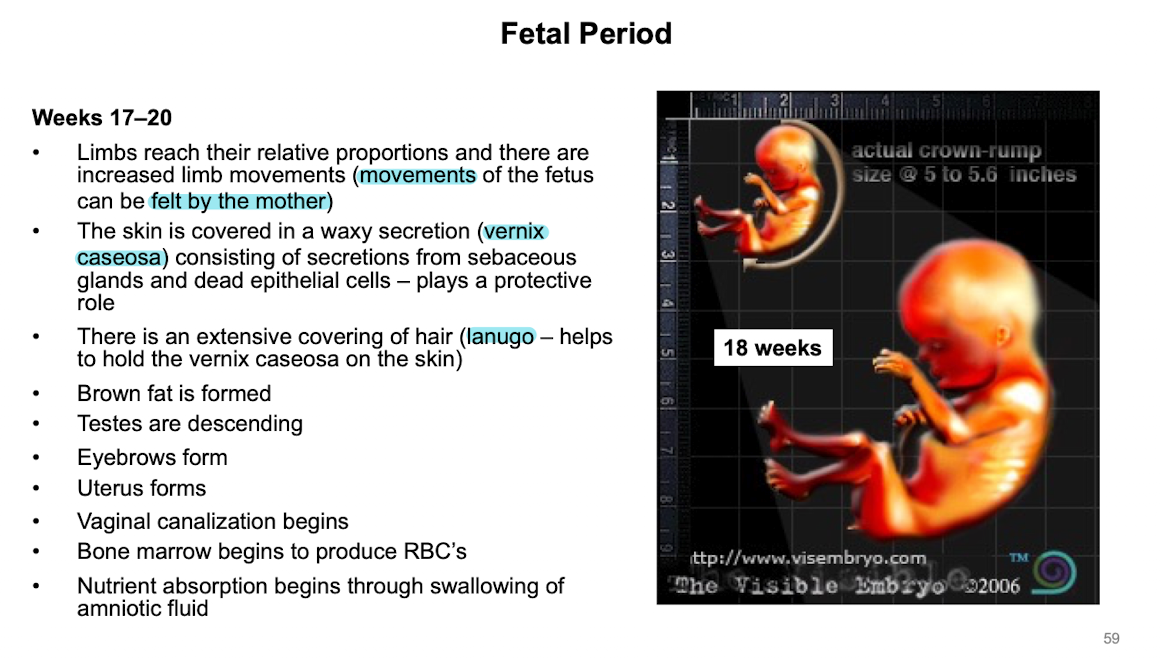 Fetal Period
Weeks 17–20
• Limbs reach their relative proportions and there are
increased limb movements (movements of the fetus
can be felt by the mother)
• The skin is covered in a waxy secretion (vernix
caseosa) consisting of secretions from sebaceous
glands and dead epithelial cells – plays a protective
role
• There is an extensive covering of hair (lanugo – helps
to hold the vernix caseosa on the skin)
• Brown fat is formed
• Testes are descending
• Eyebrows form
• Uterus forms
• Vaginal canalization begins
• Bone marrow begins to produce RBC's
• Nutrient absorption begins through swallowing of
amniotic fluid
1 2 3 4 5 6 7
1
2
3
4
5
6
7
8
9
actual crown-rump
size @ 5 to 5.6 inches
18 weeks
ttp://www.visembryo.com
TM
The Visible Embryo ©2006
59